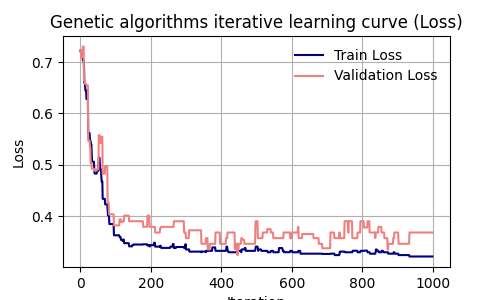 Genetic algorithms iterative learning curve (Loss)
Train Loss
Validation Loss
Loss
0.7
0.6
0.5
0.4
0 200 400 600 800 1000